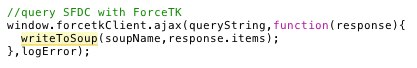 //query SFDC with ForceTK
window.forcetkClient.ajax(queryString,function(response){
  writeToSoup(soupName,response.items);
},logError);